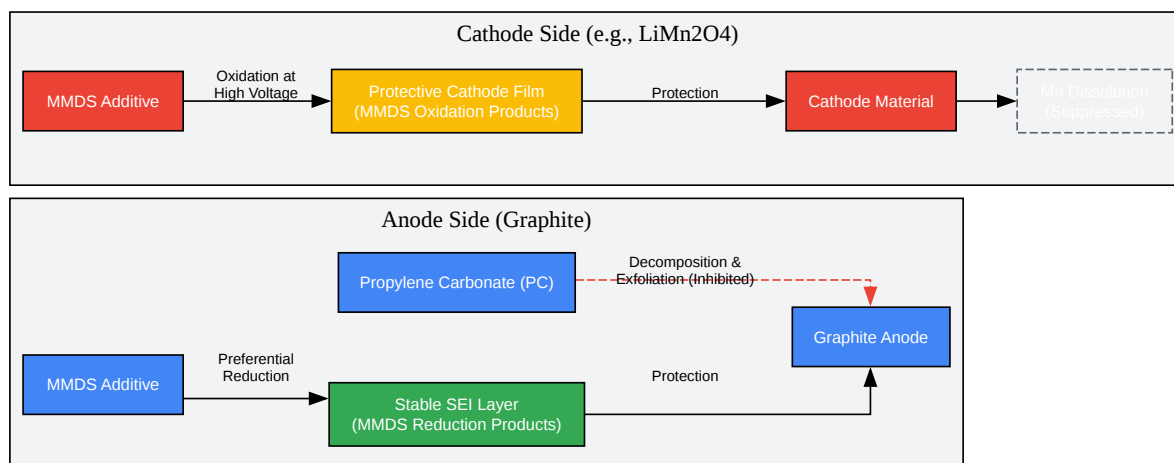 Cathode Side (e.g., LiMn2O4)
MMDS Additive
Oxidation at
High Voltage
Protective Cathode Film
(MMDS Oxidation Products)
Protection
Cathode Material
Mn Dissolution
(Suppressed)
Anode Side (Graphite)
Propylene Carbonate (PC)
Decomposition &
Exfoliation (Inhibited)
Graphite Anode
MMDS Additive
Preferential
Reduction
Stable SEI Layer
(MMDS Reduction Products)
Protection